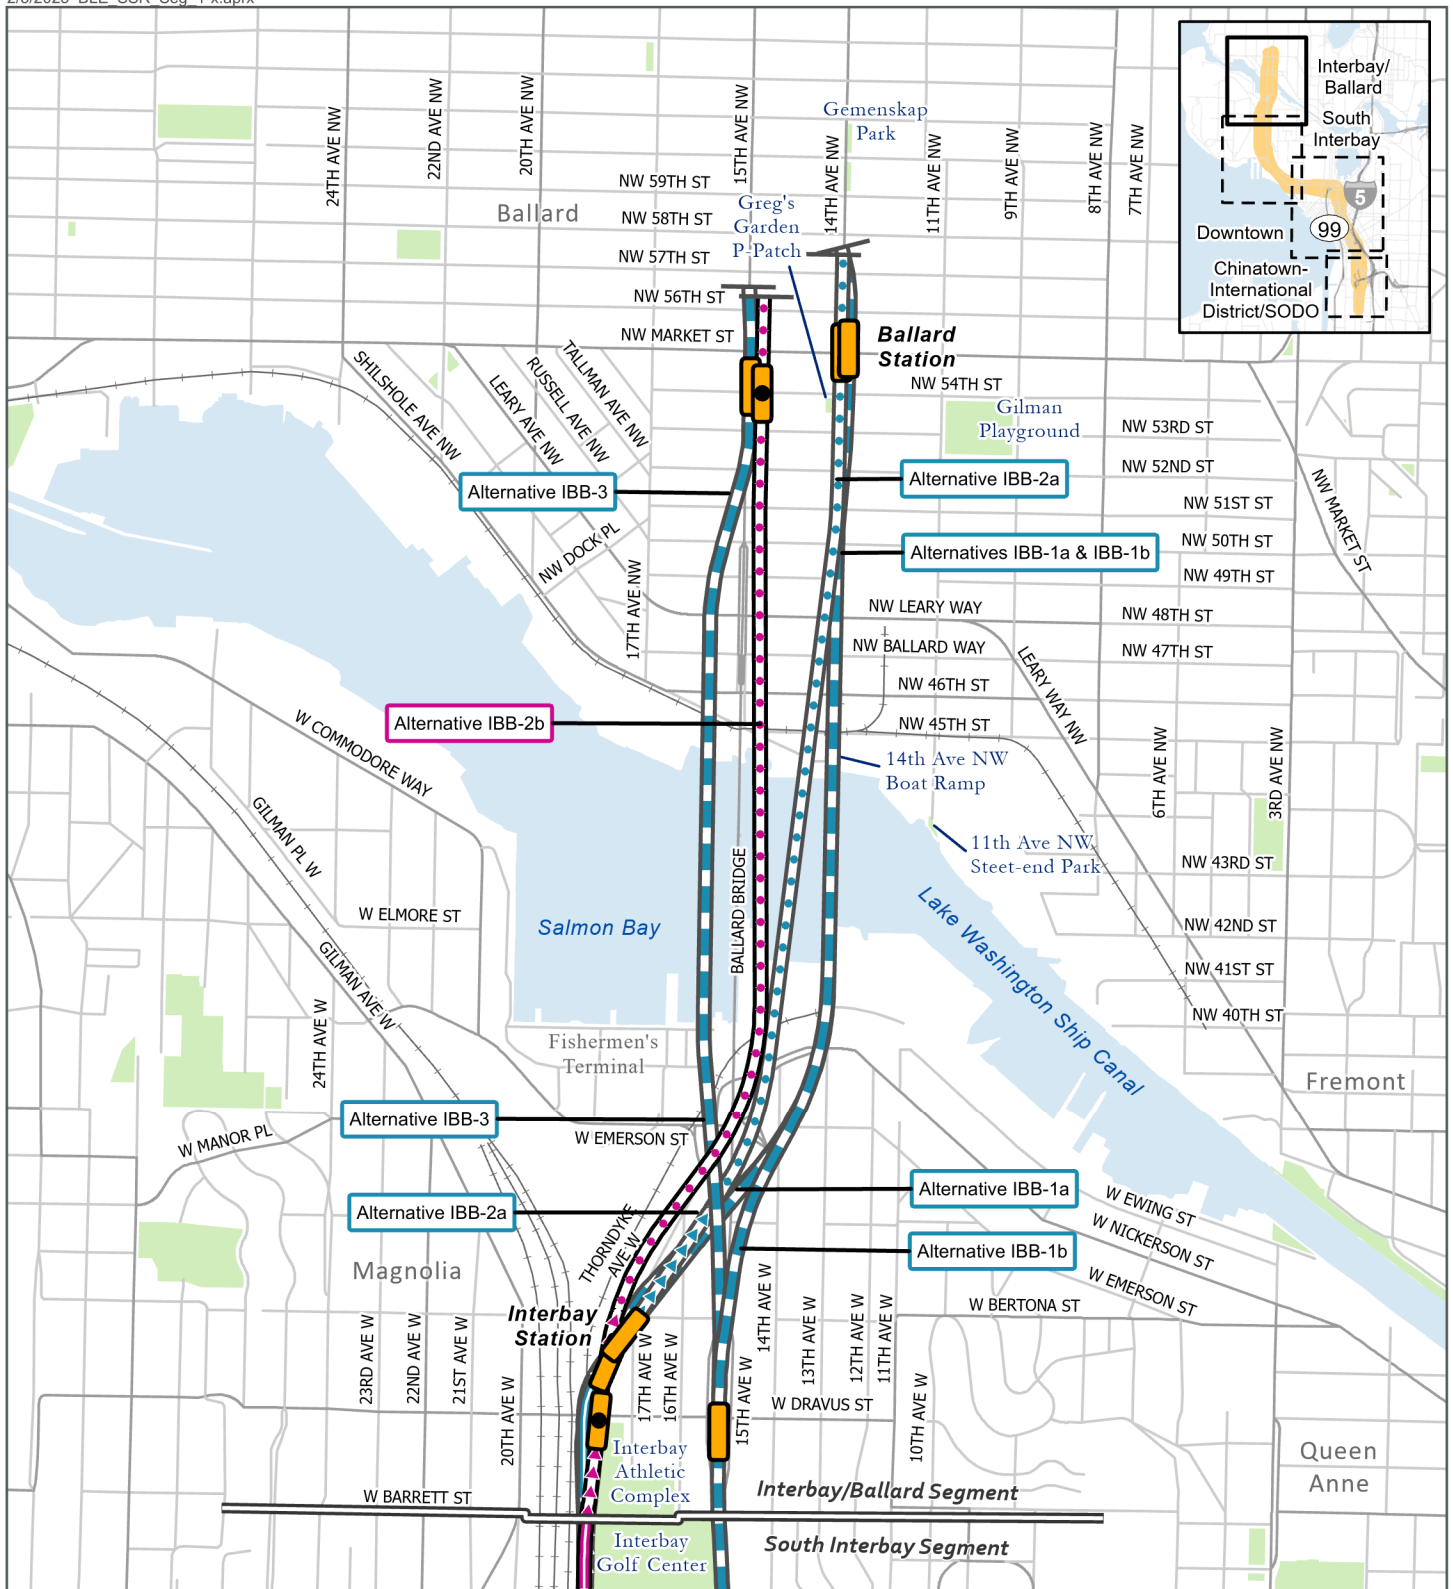 24TH AVE NW
22ND AVE NW
20TH AVE NW
15TH AVE NW
14TH AVE NW
11TH AVE NW
9TH AVE NW
8TH AVE NW
7TH AVE NW
Gemenskap
Park
Interbay/
Ballard
South
Interbay
5
99
Downtown
Chinatown-
International
District/SODO
NW 59TH ST
Ballard
NW 58TH ST
Greg's
Garden
P-Patch
NW 57TH ST
NW 56TH ST
NW MARKET ST
Ballard
Station
SHILSHOLE AVE NW
LEARY AVE NW
RUSSELL AVE NW
TALLMAN AVE NW
NW 54TH ST
Gilman
Playground
NW 53RD ST
NW 52ND ST
Alternative IBB-3
Alternative IBB-2a
NW 51ST ST
NW MARKET ST
NW DOCK PL
Alternatives IBB-1a & IBB-1b
NW 50TH ST
NW 49TH ST
17TH AVE NW
NW LEARY WAY
NW 48TH ST
NW BALLARD WAY
NW 47TH ST
LEARY WAY NW
NW 46TH ST
Alternative IBB-2b
NW 45TH ST
W COMMODORE WAY
14th Ave NW
Boat Ramp
6TH AVE NW
3RD AVE NW
GILMAN PL W
11th Ave NW
Steet-end Park
NW 43RD ST
BALLARD BRIDGE
W ELMORE ST
Salmon Bay
Lake Washington Ship Canal
NW 42ND ST
GILMAN AVE W
NW 41ST ST
NW 40TH ST
24TH AVE W
Fishermen's
Terminal
Fremont
Alternative IBB-3
W MANOR PL
W EMERSON ST
Alternative IBB-1a
W EWING ST
Alternative IBB-2a
THORNDYKE
AVE W
W NICKERSON ST
Alternative IBB-1b
Magnolia
W EMERSON ST
W BERTONA ST
Interbay
Station
23RD AVE W
22ND AVE W
21ST AVE W
20TH AVE W
17TH AVE W
16TH AVE W
15TH AVE W
14TH AVE W
13TH AVE W
12TH AVE W
11TH AVE W
10TH AVE W
W DRAVUS ST
Interbay
Athletic
Complex
Queen
Anne
W BARRETT ST
Interbay/Ballard Segment
South Interbay Segment
Interbay
Golf Center